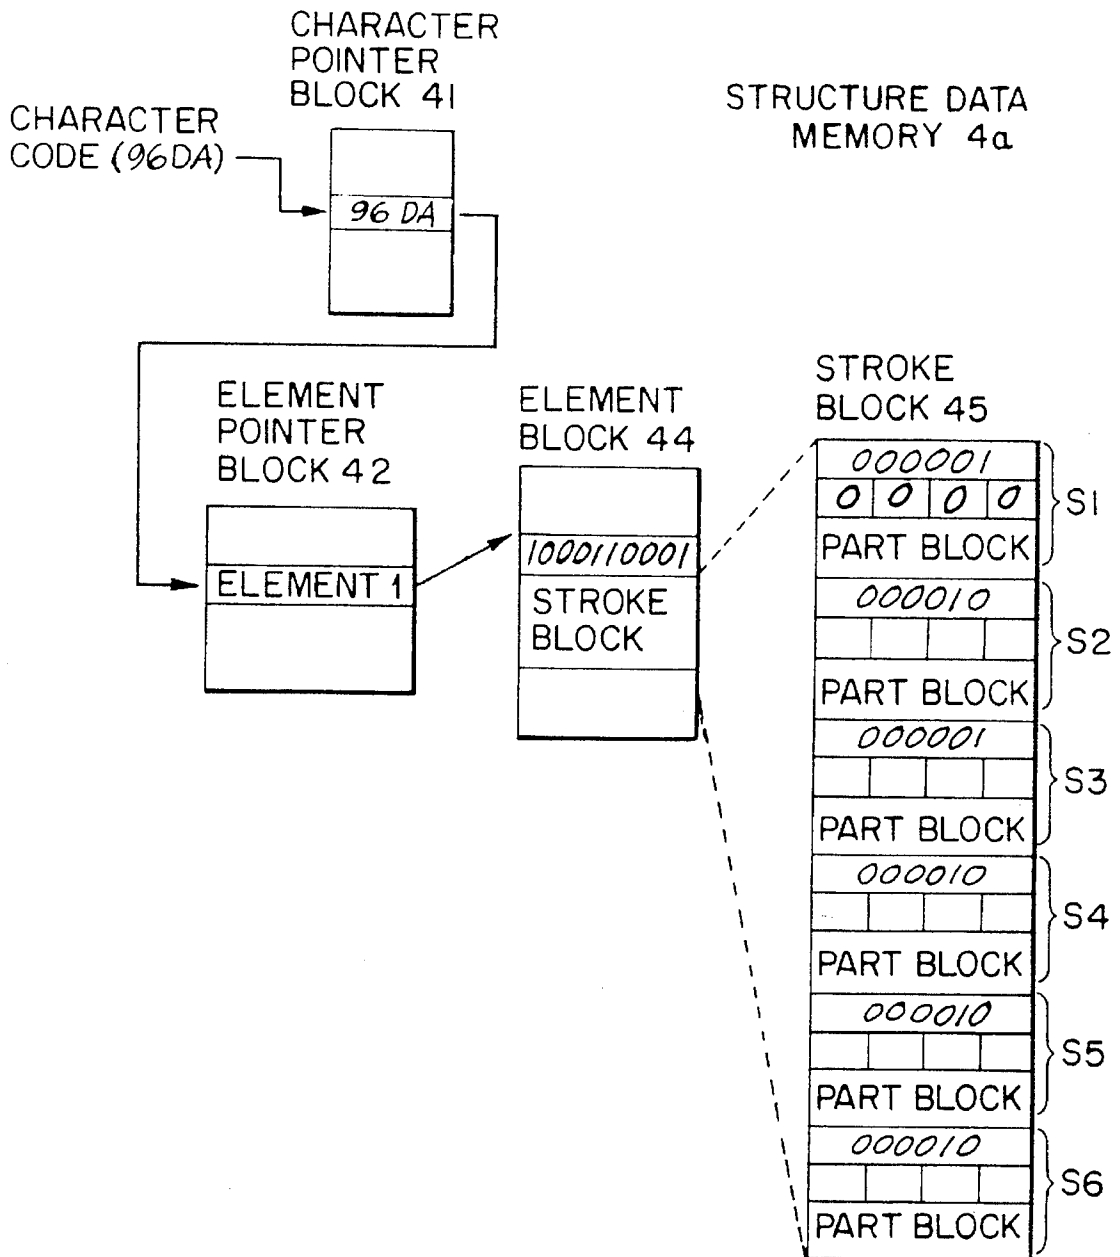 CHARACTER
POINTER
BLOCK 41
STRUCTURE DATA
MEMORY 4a
CHARACTER
CODE (96DA)
96 DA
ELEMENT
POINTER
BLOCK 42
ELEMENT 1
ELEMENT
BLOCK 44
1000110001
STROKE
BLOCK
STROKE
BLOCK 45
000001
0 0 0 0
PART BLOCK
S1
000010
PART BLOCK
S2
000001
PART BLOCK
S3
000010
PART BLOCK
S4
000010
PART BLOCK
S5
000010
PART BLOCK
S6